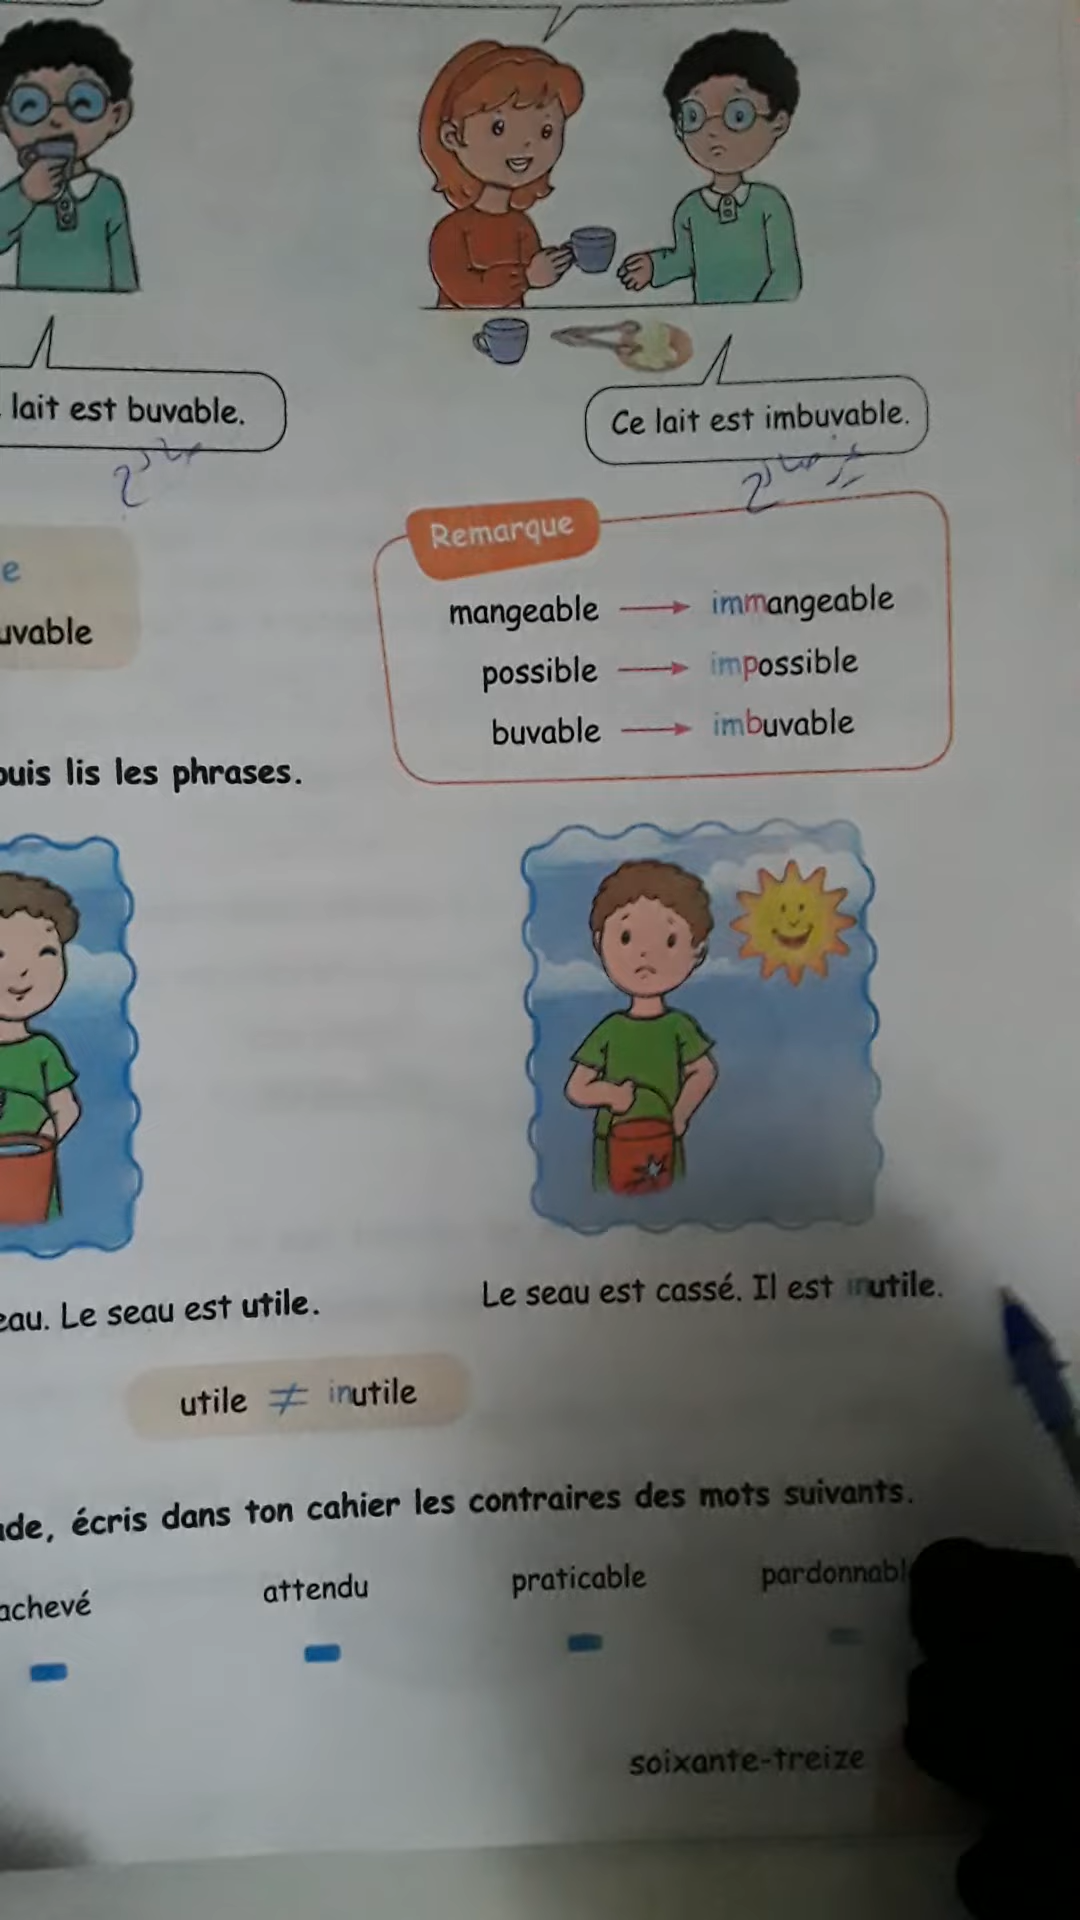 lait est buvable.
Ce lait est imbuvable.
Remarque
mangeable → immangeable
possible → impossible
buvable → imbuvable
e
uvable
puis lis les phrases.
eau. Le seau est utile.
Le seau est cassé. Il est inutile.
utile ≠ inutile
de, écris dans ton cahier les contraires des mots suivants.
achevé attendu praticable pardonnabl
soixante-treize